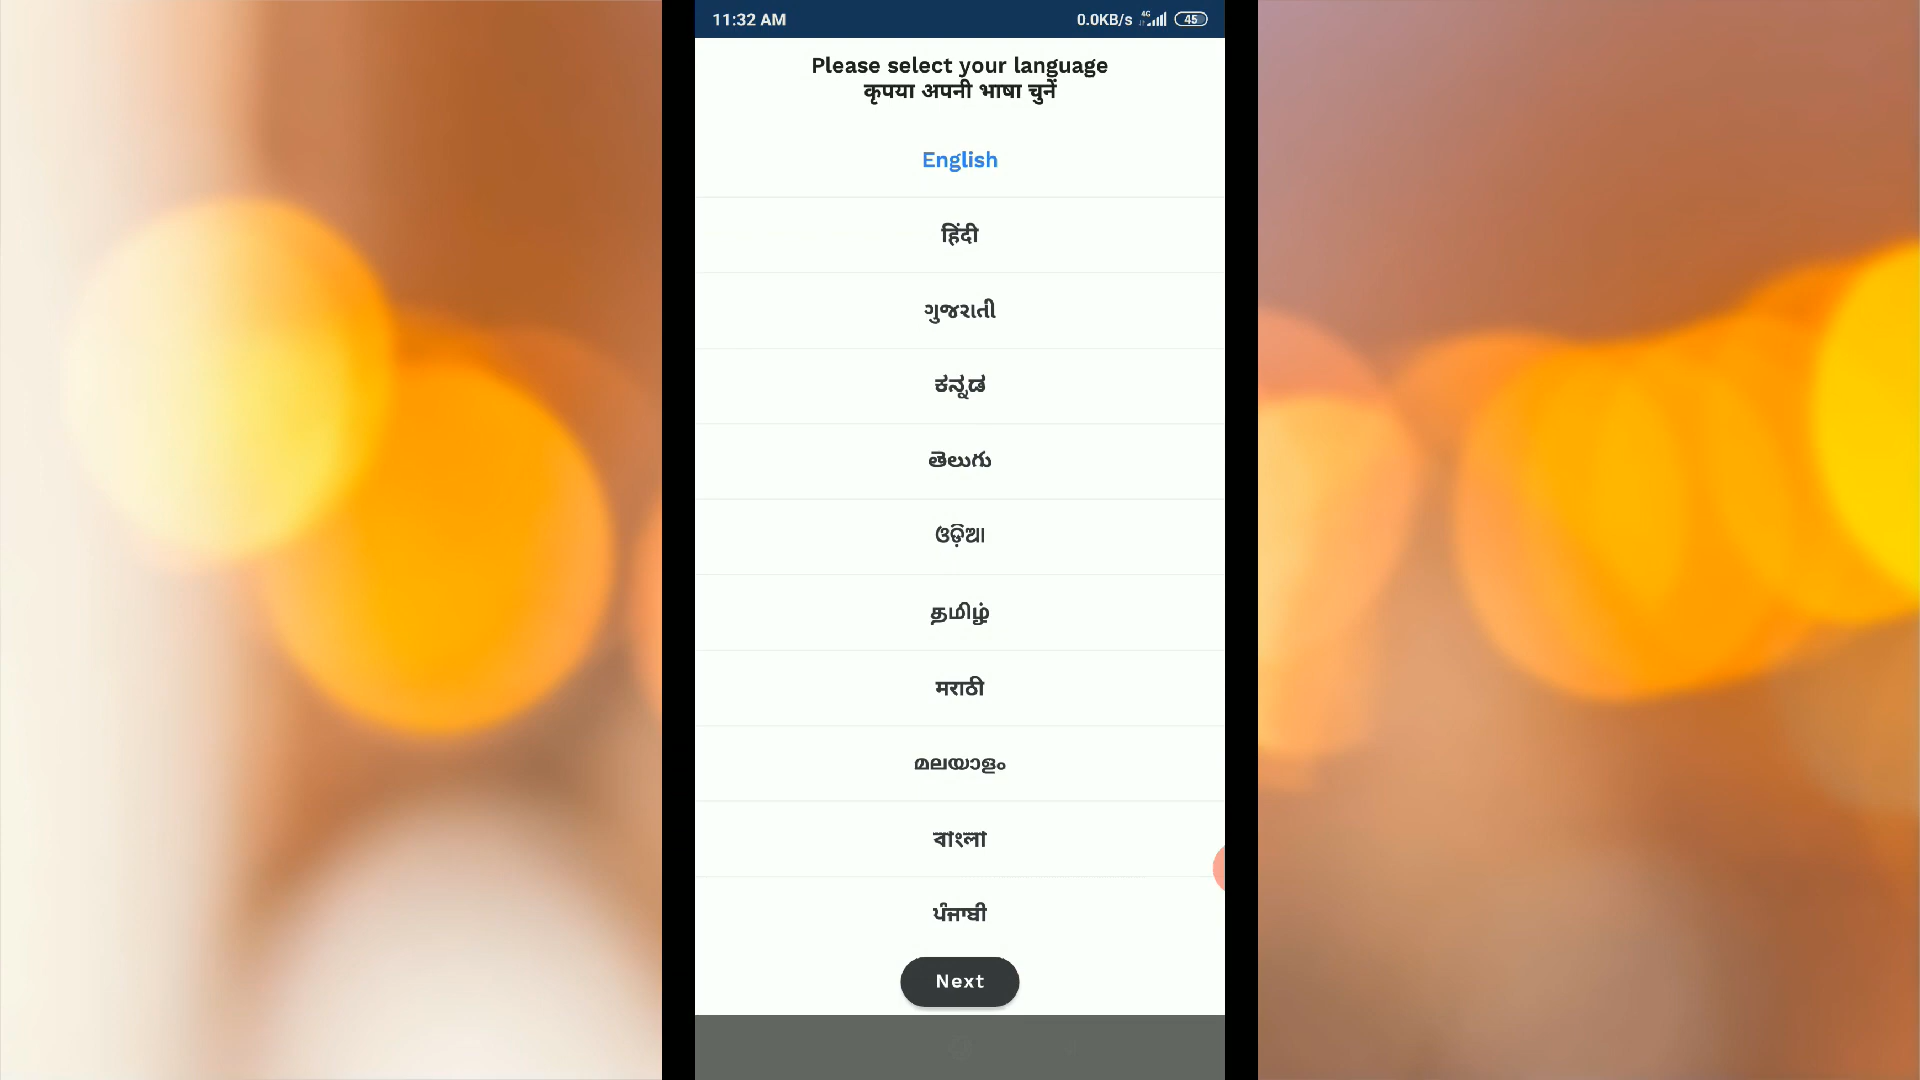 11:32 AM 0.0KB/s 4G 45
Please select your language
कृपया अपनी भाषा चुनें
English
हिंदी
ગુજરાતી
ಕನ್ನಡ
తెలుగు
ଓଡ଼ିଆ
தமிழ்
मराठी
മലയാളം
বাংলা
ਪੰਜਾਬੀ
Next